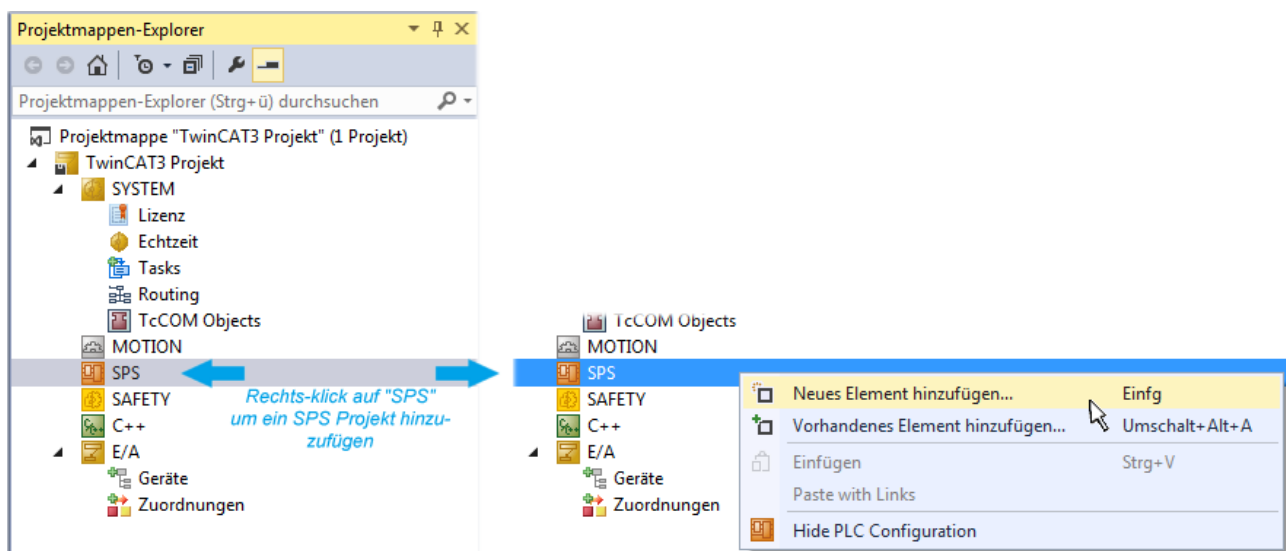 Projektmappen-Explorer
Projektmappen-Explorer (Strg+ü) durchsuchen
Projektmappe "TwinCAT3 Projekt" (1 Projekt)
TwinCAT3 Projekt
SYSTEM
Lizenz
Echtzeit
Tasks
Routing
TcCOM Objects
MOTION
SPS
SAFETY
C++
E/A
Geräte
Zuordnungen
Rechts-klick auf "SPS"
um ein SPS Projekt hinzu-
zufügen
TcCOM Objects
MOTION
SPS
SAFETY
C++
E/A
Geräte
Zuordnungen
Neues Element hinzufügen... Einfg
Vorhandenes Element hinzufügen... Umschalt+Alt+A
Einfügen Strg+V
Paste with Links
Hide PLC Configuration